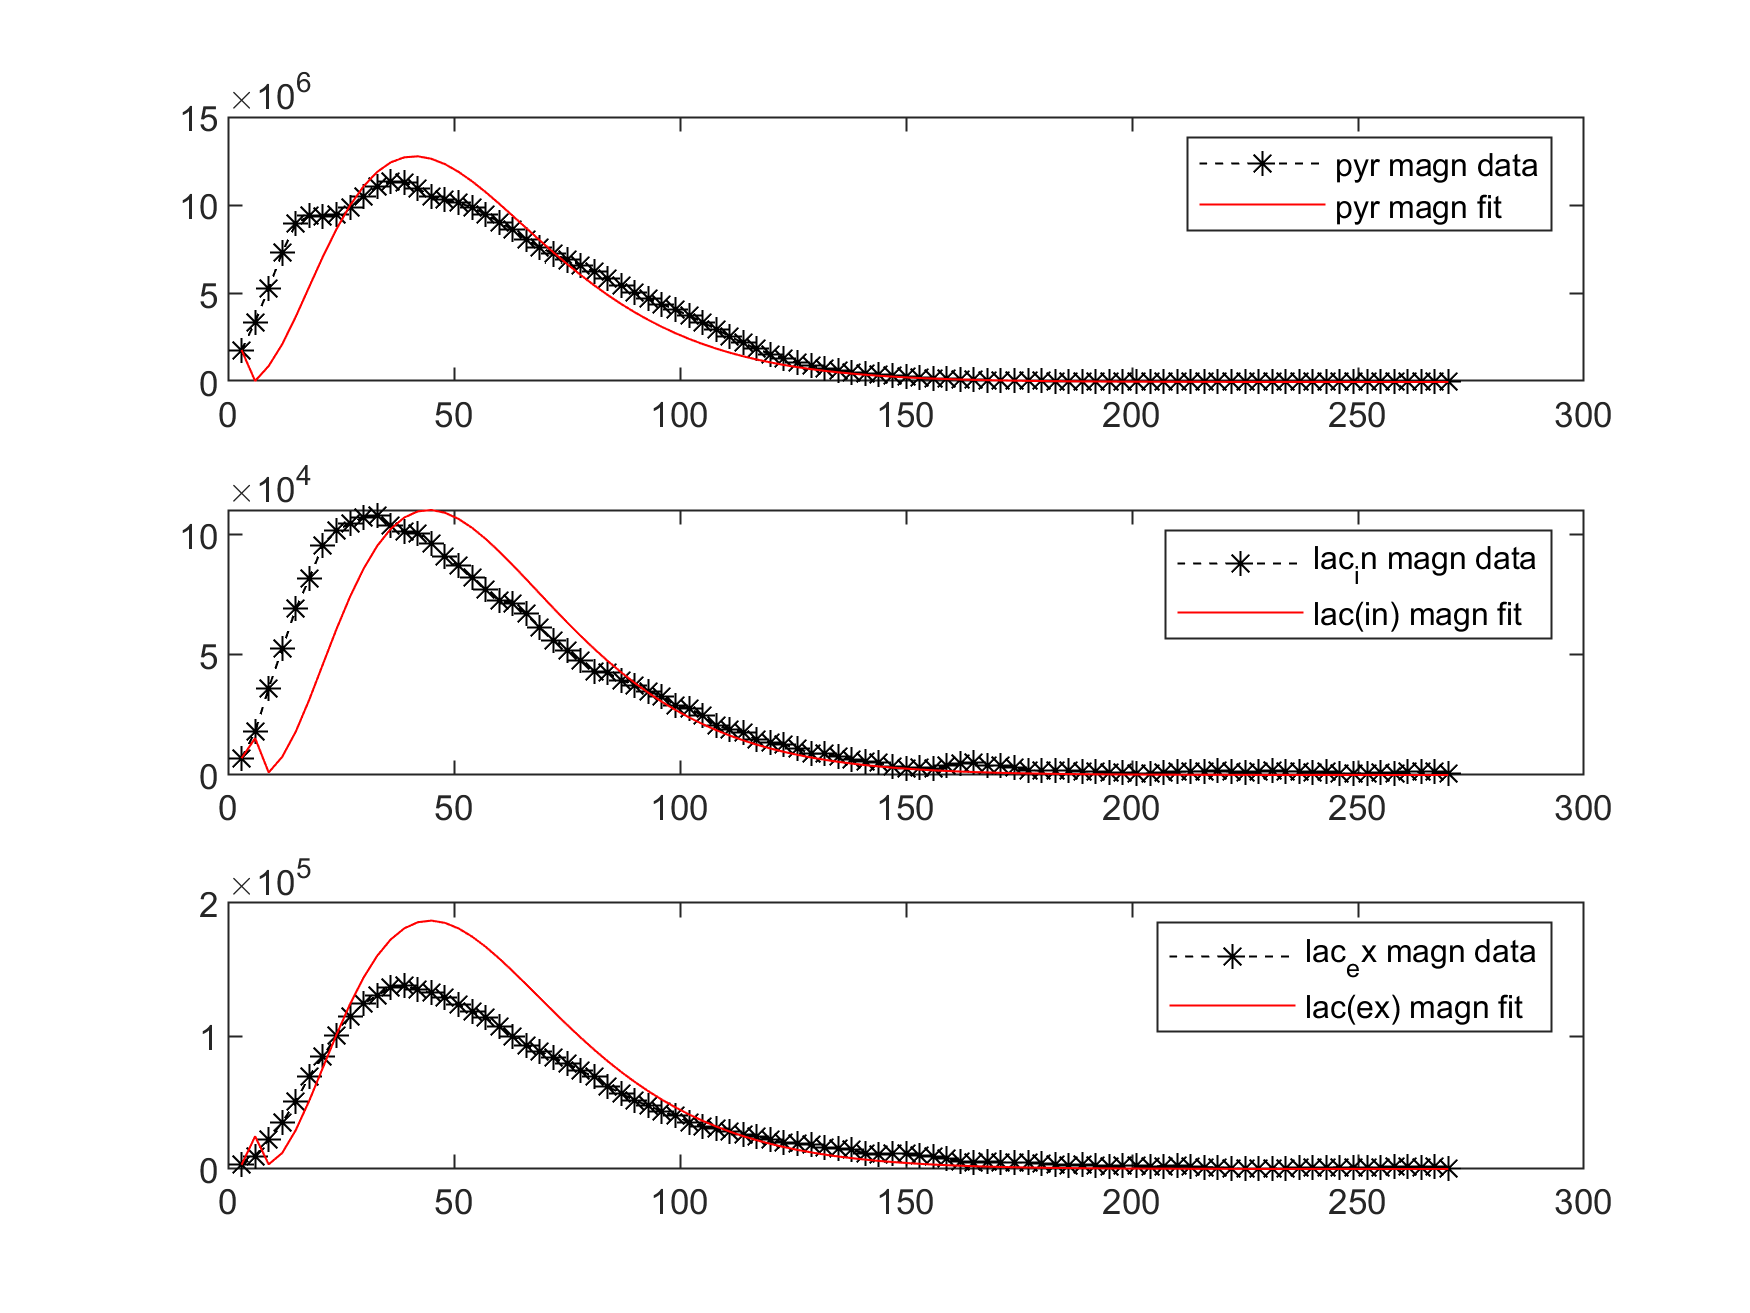 ×10^6
15
10
5
0
0 50 100 150 200 250 300
pyr magn data
pyr magn fit
×10^4
10
5
0
0 50 100 150 200 250 300
lac_in magn data
lac(in) magn fit
×10^5
2
1
0
0 50 100 150 200 250 300
lac_ex magn data
lac(ex) magn fit